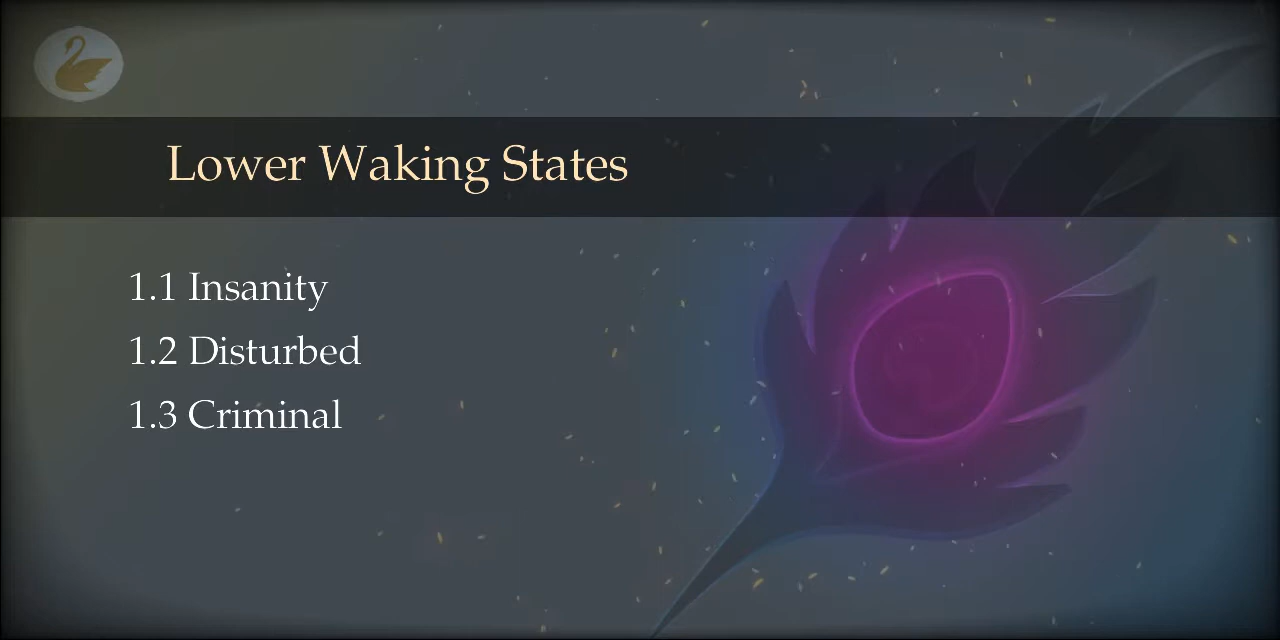 Lower Waking States
1.1 Insanity
1.2 Disturbed
1.3 Criminal